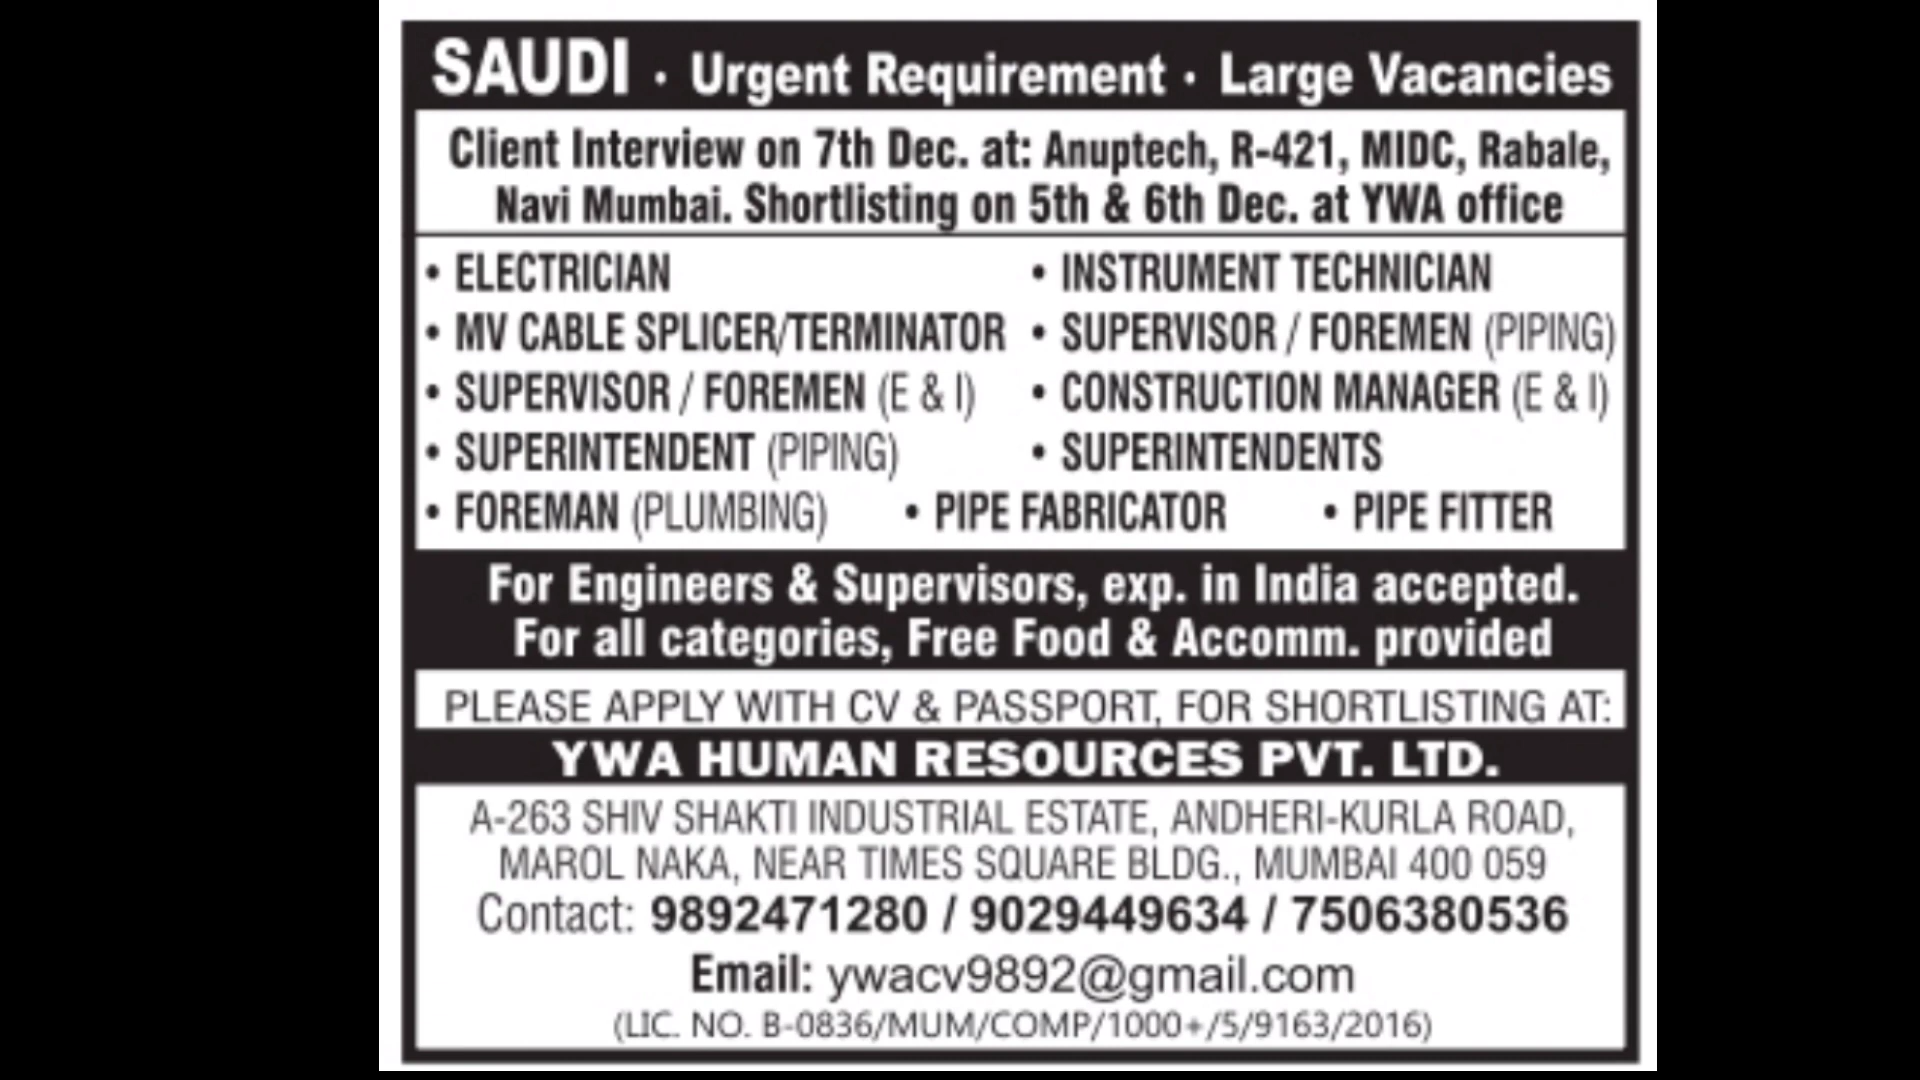 SAUDI · Urgent Requirement · Large Vacancies
Client Interview on 7th Dec. at: Anuptech, R-421, MIDC, Rabale,
Navi Mumbai. Shortlisting on 5th & 6th Dec. at YWA office
• ELECTRICIAN • INSTRUMENT TECHNICIAN
• MV CABLE SPLICER/TERMINATOR • SUPERVISOR / FOREMEN (PIPING)
• SUPERVISOR / FOREMEN (E & I) • CONSTRUCTION MANAGER (E & I)
• SUPERINTENDENT (PIPING) • SUPERINTENDENTS
• FOREMAN (PLUMBING) • PIPE FABRICATOR • PIPE FITTER
For Engineers & Supervisors, exp. in India accepted.
For all categories, Free Food & Accomm. provided
PLEASE APPLY WITH CV & PASSPORT, FOR SHORTLISTING AT:
YWA HUMAN RESOURCES PVT. LTD.
A-263 SHIV SHAKTI INDUSTRIAL ESTATE, ANDHERI-KURLA ROAD,
MAROL NAKA, NEAR TIMES SQUARE BLDG., MUMBAI 400 059
Contact: 9892471280 / 9029449634 / 7506380536
Email: ywacv9892@gmail.com
(LIC. NO. B-0836/MUM/COMP/1000+/5/9163/2016)